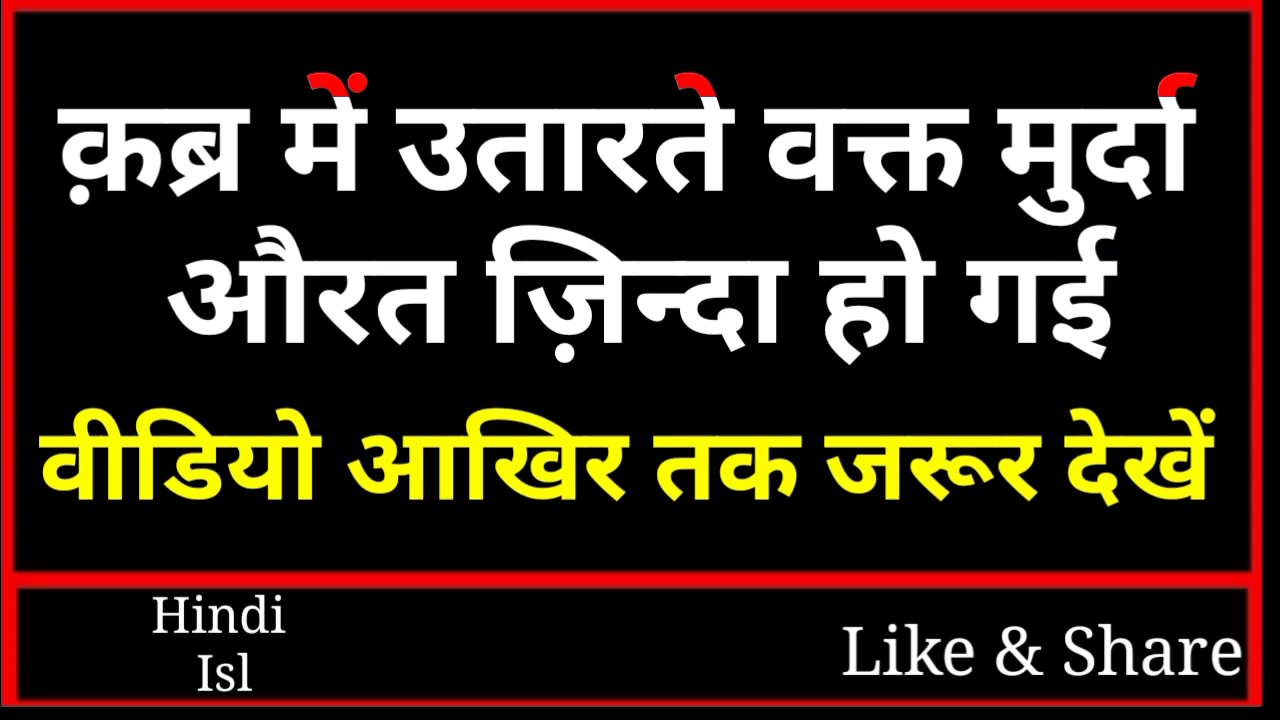 क़ब्र में उतारते वक्त मुर्दा
औरत ज़िन्दा हो गई
वीडियो आखिर तक जरूर देखें
Hindi
Isl
Like & Share